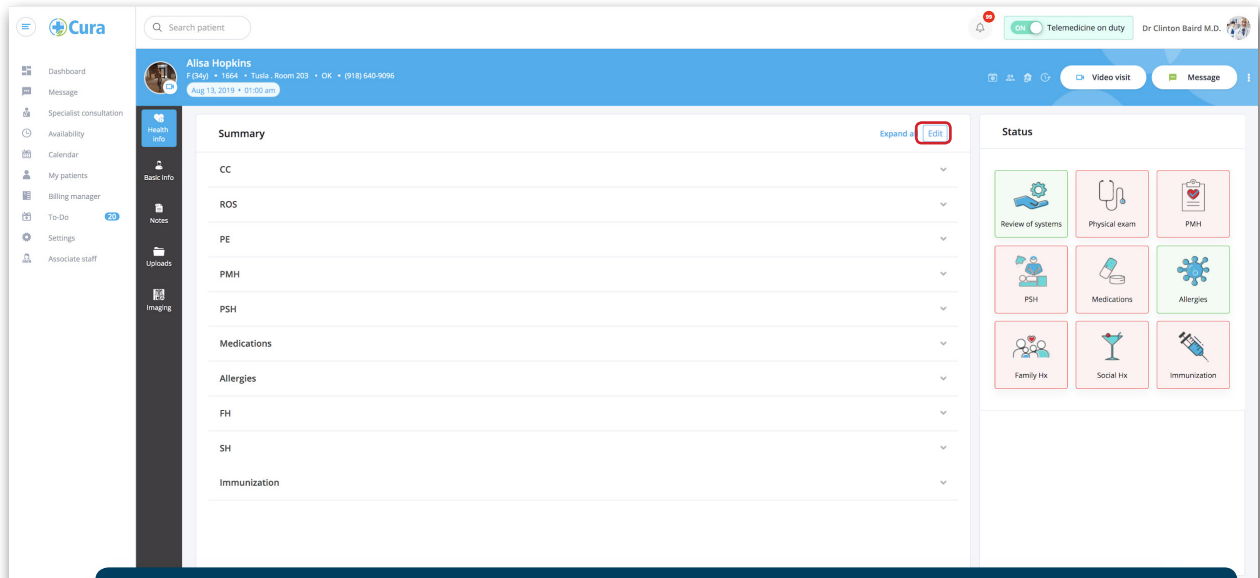 Cura
Search patient
99
ON Telemedicine on duty
Dr Clinton Baird M.D.
Dashboard
Message
Specialist consultation
Availability
Calendar
My patients
Billing manager
To-Do 20
Settings
Associate staff
Alisa Hopkins
F (34y) • 1664 • Tusla . Room 203 • OK • (918) 640-9096
Aug 13, 2019 • 01:00 am
Video visit
Message
Health
info
Basic info
Notes
Uploads
Imaging
Summary
Expand al
Edit
CC
ROS
PE
PMH
PSH
Medications
Allergies
FH
SH
Immunization
Status
Review of systems
Physical exam
PMH
PSH
Medications
Allergies
Family Hx
Social Hx
Immunization